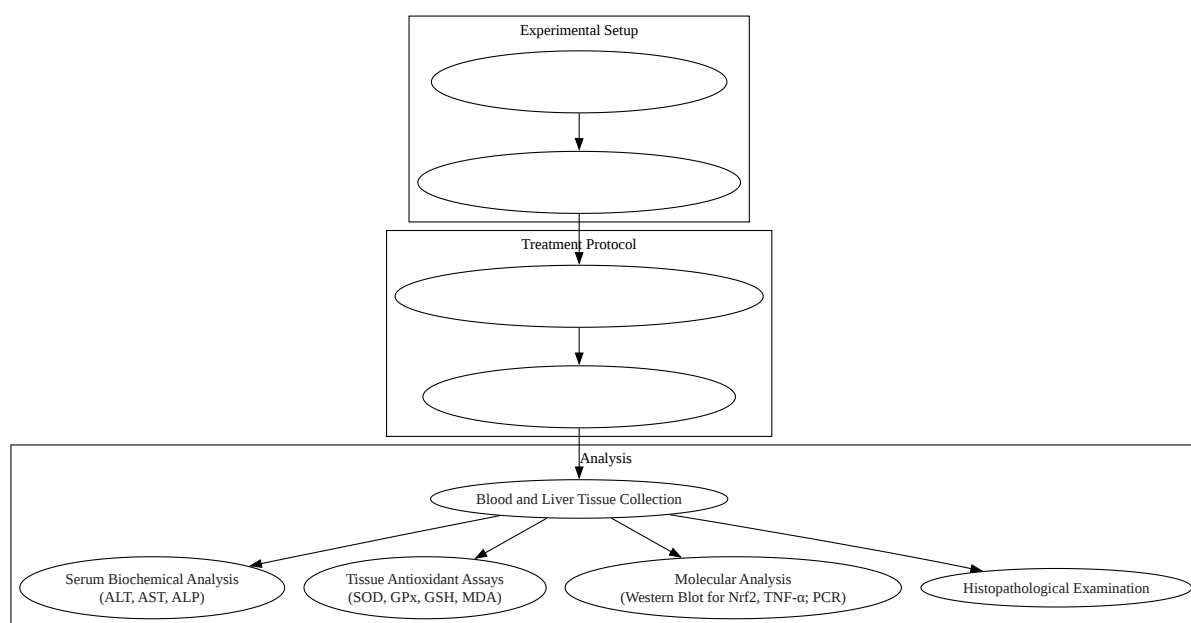 Experimental Setup
Treatment Protocol
Analysis
Blood and Liver Tissue Collection
Serum Biochemical Analysis
(ALT, AST, ALP)
Tissue Antioxidant Assays
(SOD, GPx, GSH, MDA)
Molecular Analysis
(Western Blot for Nrf2, TNF-α; PCR)
Histopathological Examination